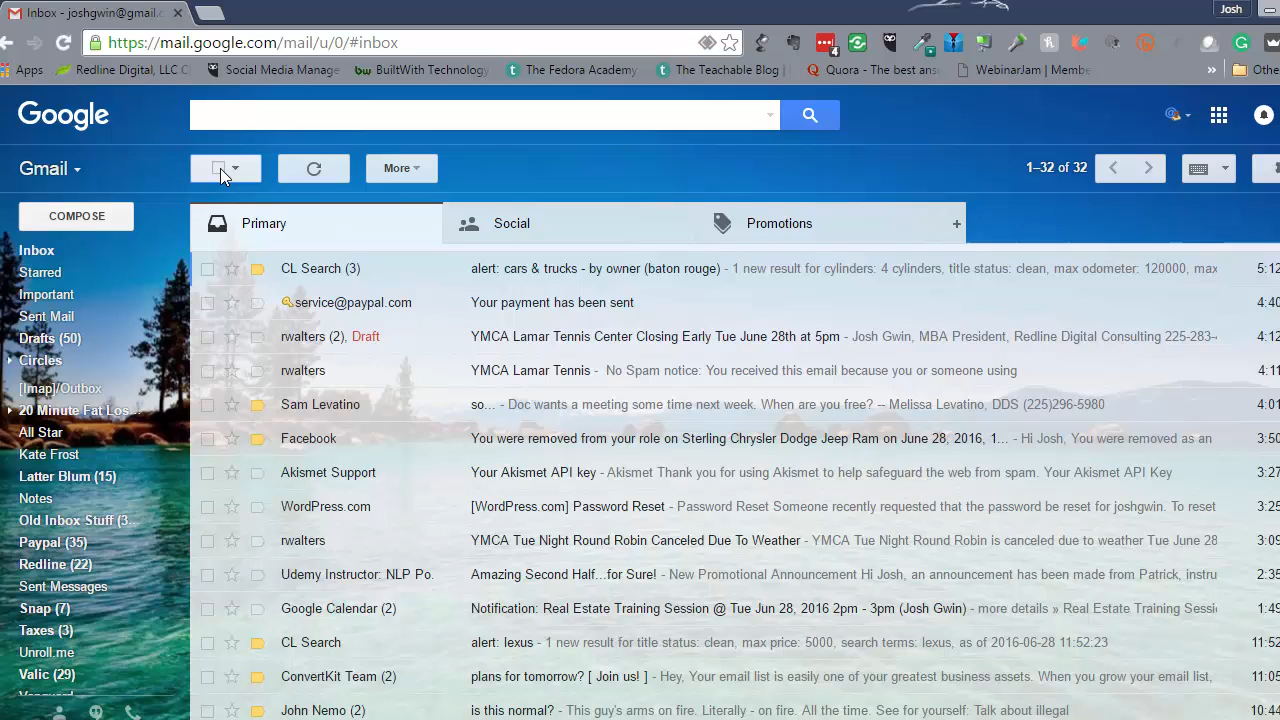 Inbox - joshgwin@gmail.c
Josh
https://mail.google.com/mail/u/0/#inbox
4
Apps Redline Digital, LLC C Social Media Manage BuiltWith Technology The Fedora Academy The Teachable Blog | Quora - The best ans WebinarJam | Membe » Othe
Google
Gmail
More
1–32 of 32
COMPOSE
Primary
Social
Promotions
+
Inbox
Starred
Important
Sent Mail
Drafts (50)
Circles
[Imap]/Outbox
20 Minute Fat Los...
All Star
Kate Frost
Latter Blum (15)
Notes
Old Inbox Stuff (3...
Paypal (35)
Redline (22)
Sent Messages
Snap (7)
Taxes (3)
Unroll.me
Valic (29)
CL Search (3) alert: cars & trucks - by owner (baton rouge) - 1 new result for cylinders: 4 cylinders, title status: clean, max odometer: 120000, max 5:12
service@paypal.com Your payment has been sent 4:40
rwalters (2), Draft YMCA Lamar Tennis Center Closing Early Tue June 28th at 5pm - Josh Gwin, MBA President, Redline Digital Consulting 225-283- 4:12
rwalters YMCA Lamar Tennis - No Spam notice: You received this email because you or someone using 4:11
Sam Levatino so... - Doc wants a meeting some time next week. When are you free? -- Melissa Levatino, DDS (225)296-5980 4:01
Facebook You were removed from your role on Sterling Chrysler Dodge Jeep Ram on June 28, 2016, 1... - Hi Josh, You were removed as an 3:50
Akismet Support Your Akismet API key - Akismet Thank you for using Akismet to help safeguard the web from spam. Your Akismet API Key 3:27
WordPress.com [WordPress.com] Password Reset - Password Reset Someone recently requested that the password be reset for joshgwin. To reset 3:25
rwalters YMCA Tue Night Round Robin Canceled Due To Weather - YMCA Tue Night Round Robin is canceled due to weather Tue June 28 3:09
Udemy Instructor: NLP Po. Amazing Second Half...for Sure! - New Promotional Announcement Hi Josh, an announcement has been made from Patrick, instru 2:35
Google Calendar (2) Notification: Real Estate Training Session @ Tue Jun 28, 2016 2pm - 3pm (Josh Gwin) - more details » Real Estate Training Sessi 1:49
CL Search alert: lexus - 1 new result for title status: clean, max price: 5000, search terms: lexus, as of 2016-06-28 11:52:23 11:52
ConvertKit Team (2) plans for tomorrow? [ Join us! ] - Hey, Your email list is easily one of your greatest business assets. When you grow your email list, 11:05
John Nemo (2) is this normal? - This guy's arms on fire. Literally - on fire. All the time. See for yourself: Talk about illegal 10:44